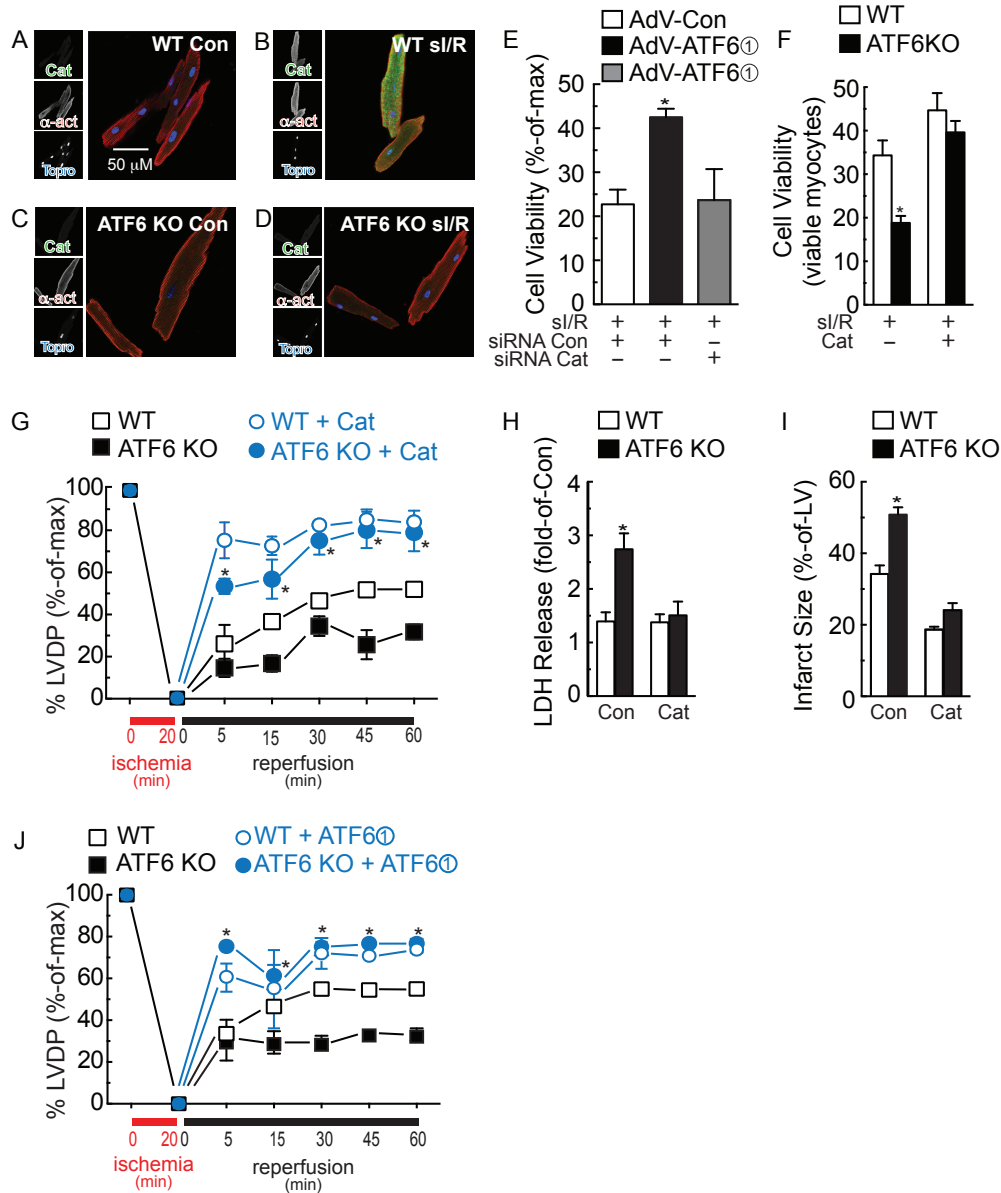 A
WT Con
Cat
α-act
Topro
50 µM
B
WT sI/R
C
ATF6 KO Con
Cat
α-act
Topro
D
ATF6 KO sI/R
Cat
α-act
Topro
E
AdV-Con
AdV-ATF6①
AdV-ATF6①
Cell Viability (%-of-max)
50
40
30
20
10
0
*
sI/R + + +
siRNA Con + + –
siRNA Cat – – +
F
WT
ATF6KO
Cell Viability
(viable myocytes)
50
40
30
20
10
0
*
sI/R + +
Cat – +
G
WT
ATF6 KO
WT + Cat
ATF6 KO + Cat
% LVDP (%-of-max)
100
80
60
40
20
0
* * * * *
0 20 0 5 15 30 45 60
ischemia
(min)
reperfusion
(min)
H
WT
ATF6 KO
LDH Release (fold-of-Con)
4
3
2
1
0
*
Con Cat
I
WT
ATF6 KO
Infarct Size (%-of-LV)
60
40
20
0
*
Con Cat
J
WT
ATF6 KO
WT + ATF6①
ATF6 KO + ATF6①
% LVDP (%-of-max)
100
80
60
40
20
0
* * * * *
0 20 0 5 15 30 45 60
ischemia
(min)
reperfusion
(min)